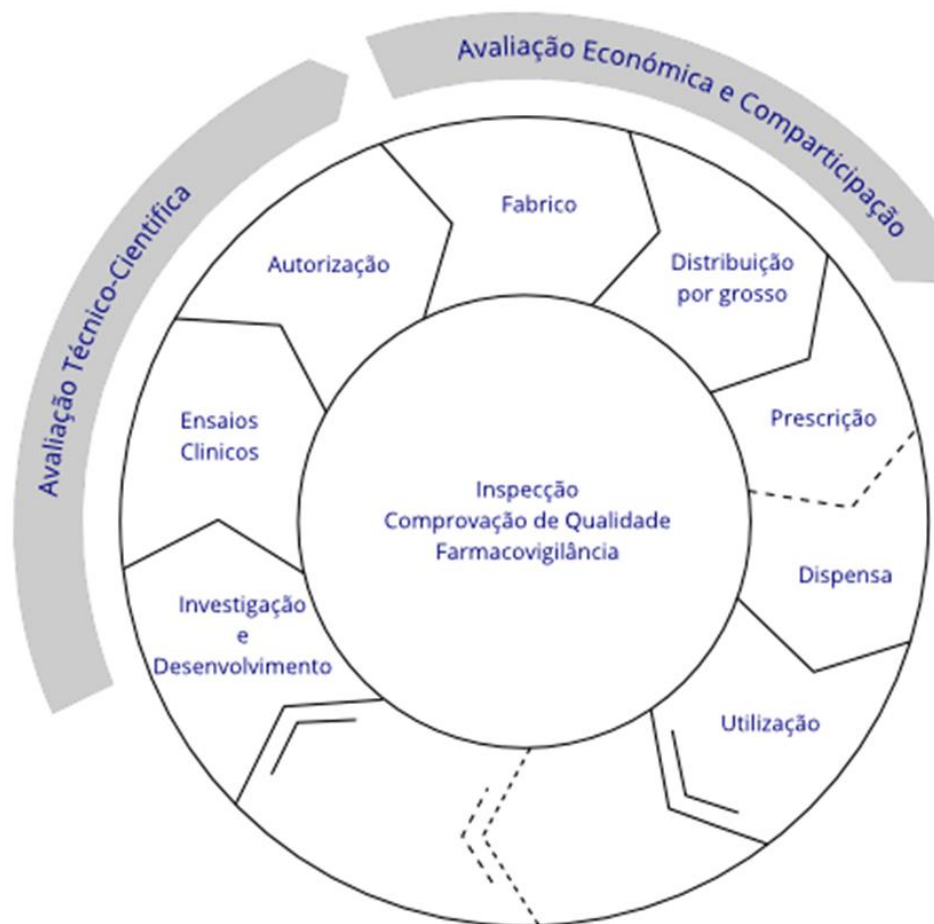 Avaliação Económica e Comparticipação
Avaliação Técnico-Cientifica
Fabrico
Autorização
Distribuição
por grosso
Ensaios
Clinicos
Prescrição
Inspecção
Comprovação de Qualidade
Farmacovigilância
Dispensa
Investigação
e
Desenvolvimento
Utilização